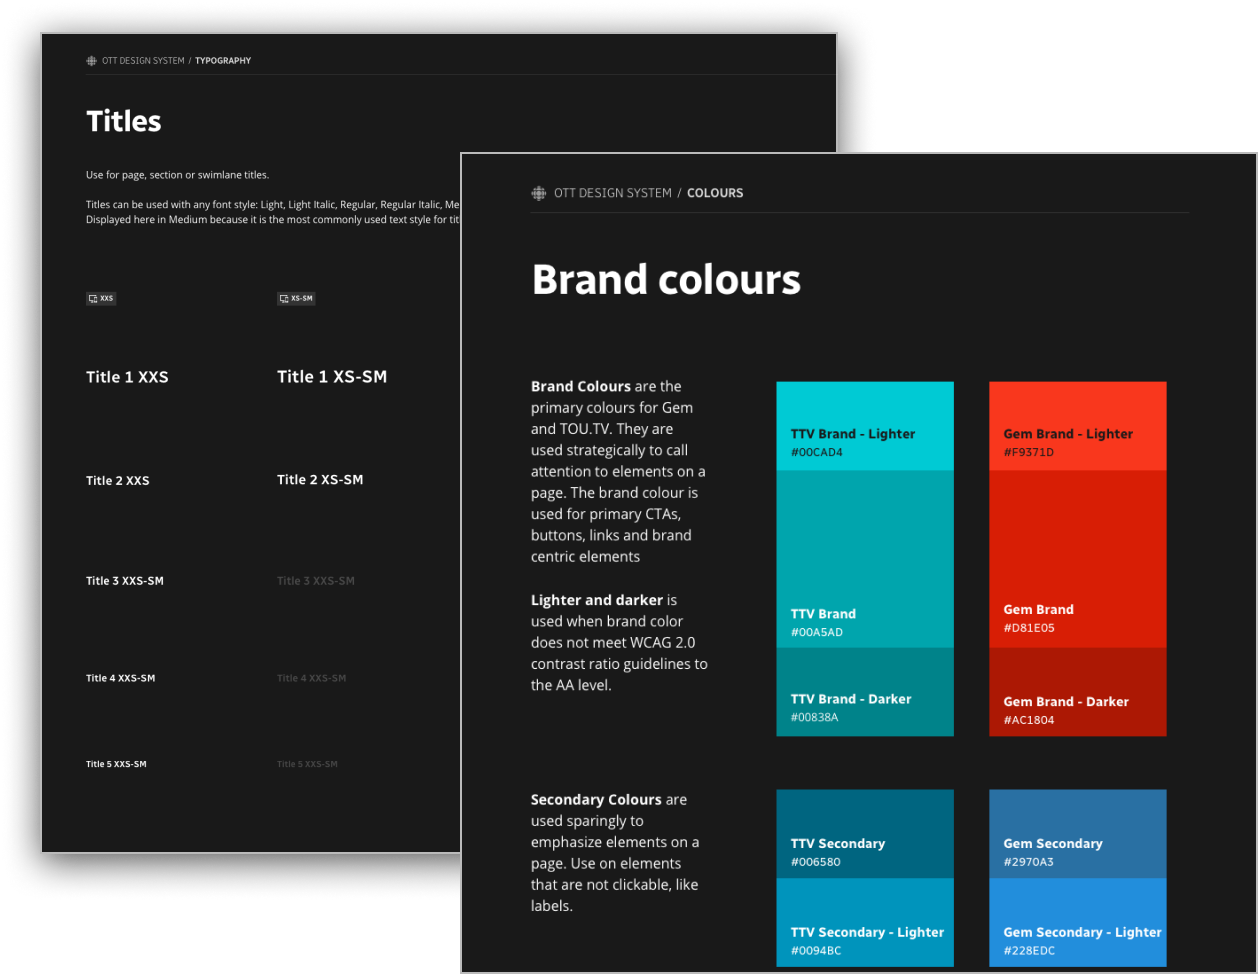 OTT DESIGN SYSTEM / TYPOGRAPHY
Titles
Use for page, section or swimlane titles.
Titles can be used with any font style: Light, Light Italic, Regular, Regular Italic, Me
Displayed here in Medium because it is the most commonly used text style for tit
XXS
XS-SM
Title 1 XXS
Title 1 XS-SM
Title 2 XXS
Title 2 XS-SM
Title 3 XXS-SM
Title 3 XXS-SM
Title 4 XXS-SM
Title 4 XXS-SM
Title 5 XXS-SM
Title 5 XXS-SM
OTT DESIGN SYSTEM / COLOURS
Brand colours
Brand Colours are the
primary colours for Gem
and TOU.TV. They are
used strategically to call
attention to elements on a
page. The brand colour is
used for primary CTAs,
buttons, links and brand
centric elements
Lighter and darker is
used when brand color
does not meet WCAG 2.0
contrast ratio guidelines to
the AA level.
TTV Brand - Lighter
#00CAD4
TTV Brand
#00A5AD
TTV Brand - Darker
#00838A
Gem Brand - Lighter
#F9371D
Gem Brand
#D81E05
Gem Brand - Darker
#AC1804
Secondary Colours are
used sparingly to
emphasize elements on a
page. Use on elements
that are not clickable, like
labels.
TTV Secondary
#006580
TTV Secondary - Lighter
#0094BC
Gem Secondary
#2970A3
Gem Secondary - Lighter
#228EDC